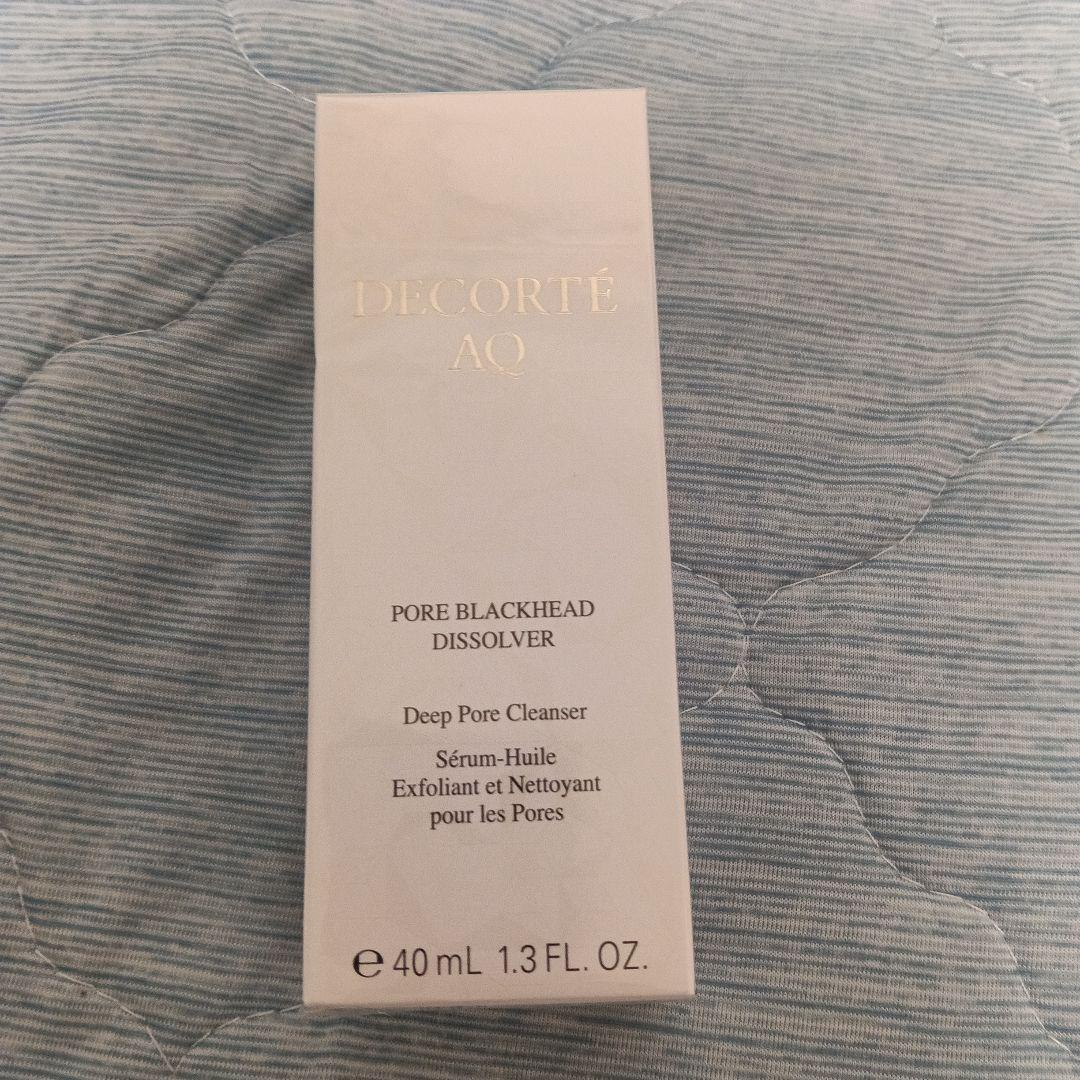 DECORTÉ
AQ
PORE BLACKHEAD
DISSOLVER
Deep Pore Cleanser
Sérum-Huile
Exfoliant et Nettoyant
pour les Pores
℮ 40 mL 1.3 FL. OZ.